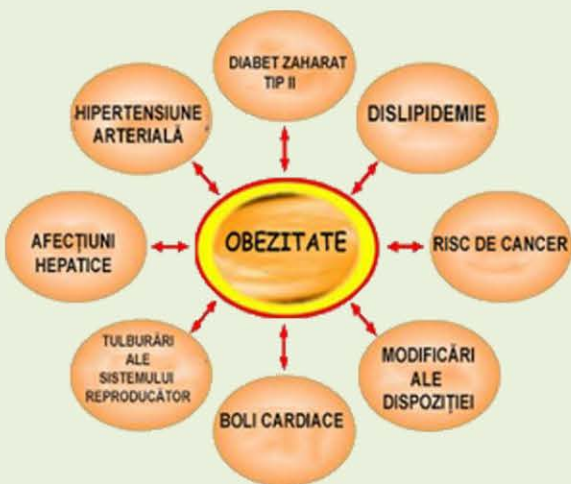 DIABET ZAHARAT
TIP II
HIPERTENSIUNE
ARTERIALĂ
DISLIPIDEMIE
AFECȚIUNI
HEPATICE
OBEZITATE
RISC DE CANCER
TULBURĂRI
ALE
SISTEMULUI
REPRODUCĂTOR
MODIFICĂRI
ALE
DISPOZIȚIEI
BOLI CARDIACE